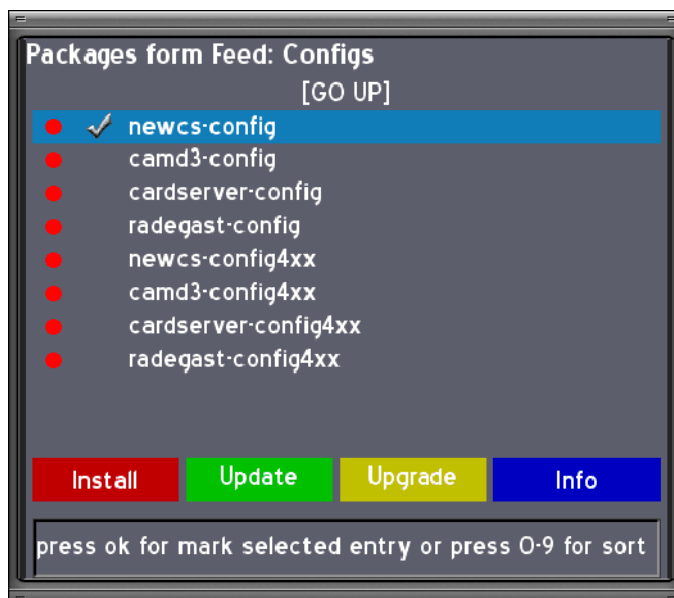 Packages form Feed: Configs
[GO UP]
newcs-config
camd3-config
cardserver-config
radegast-config
newcs-config4xx
camd3-config4xx
cardserver-config4xx
radegast-config4xx
Install Update Upgrade Info
press ok for mark selected entry or press 0-9 for sort